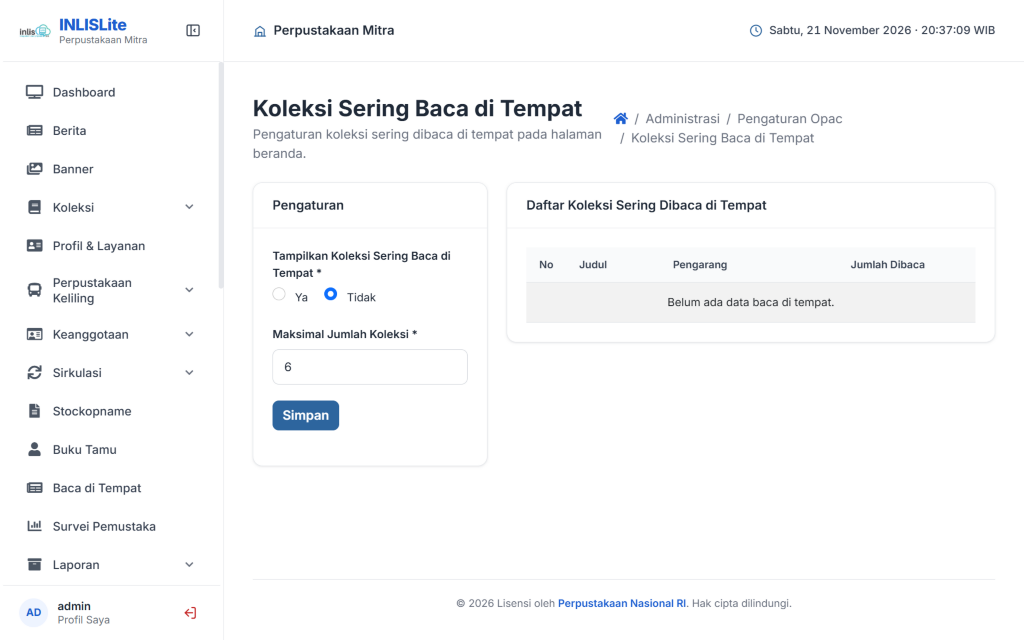 inlis
INLISLite
Perpustakaan Mitra
Dashboard
Berita
Banner
Koleksi
Profil & Layanan
Perpustakaan
Keliling
Keanggotaan
Sirkulasi
Stockopname
Buku Tamu
Baca di Tempat
Survei Pemustaka
Laporan
AD
admin
Profil Saya
Perpustakaan Mitra
Sabtu, 21 November 2026 · 20:37:09 WIB
Koleksi Sering Baca di Tempat
Pengaturan koleksi sering dibaca di tempat pada halaman
beranda.
/ Administrasi / Pengaturan Opac
/ Koleksi Sering Baca di Tempat
Pengaturan
Tampilkan Koleksi Sering Baca di
Tempat *
Ya Tidak
Maksimal Jumlah Koleksi *
6
Simpan
Daftar Koleksi Sering Dibaca di Tempat
No Judul Pengarang Jumlah Dibaca
Belum ada data baca di tempat.
© 2026 Lisensi oleh Perpustakaan Nasional RI. Hak cipta dilindungi.